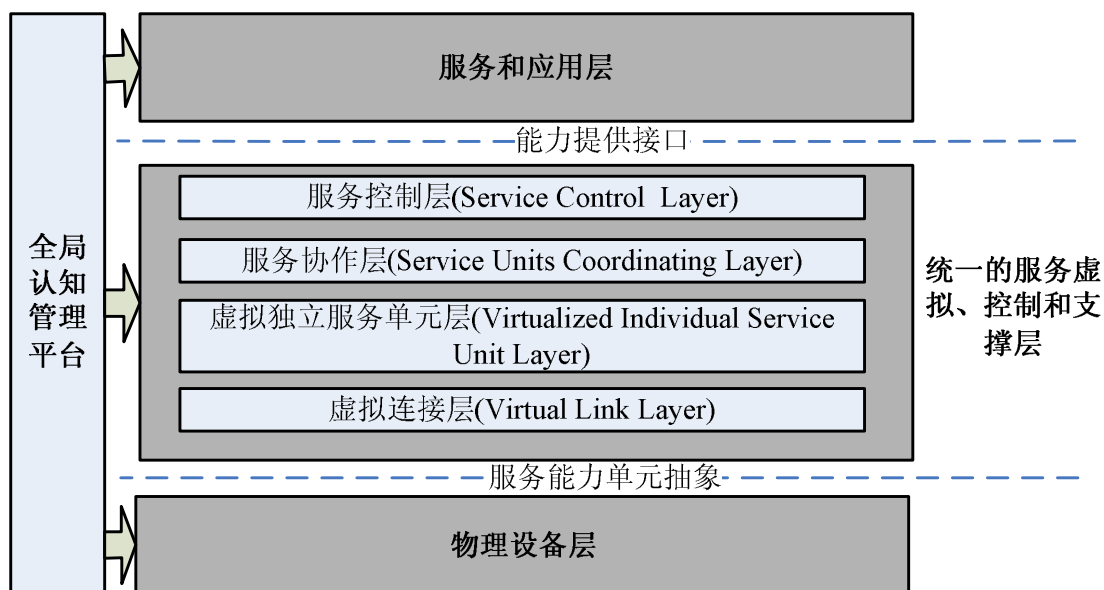 全局
认知
管理
平台
服务和应用层
能力提供接口
服务控制层(Service Control Layer)
服务协作层(Service Units Coordinating Layer)
虚拟独立服务单元层(Virtualized Individual Service
Unit Layer)
虚拟连接层(Virtual Link Layer)
统一的服务虚
拟、控制和支
撑层
服务能力单元抽象
物理设备层